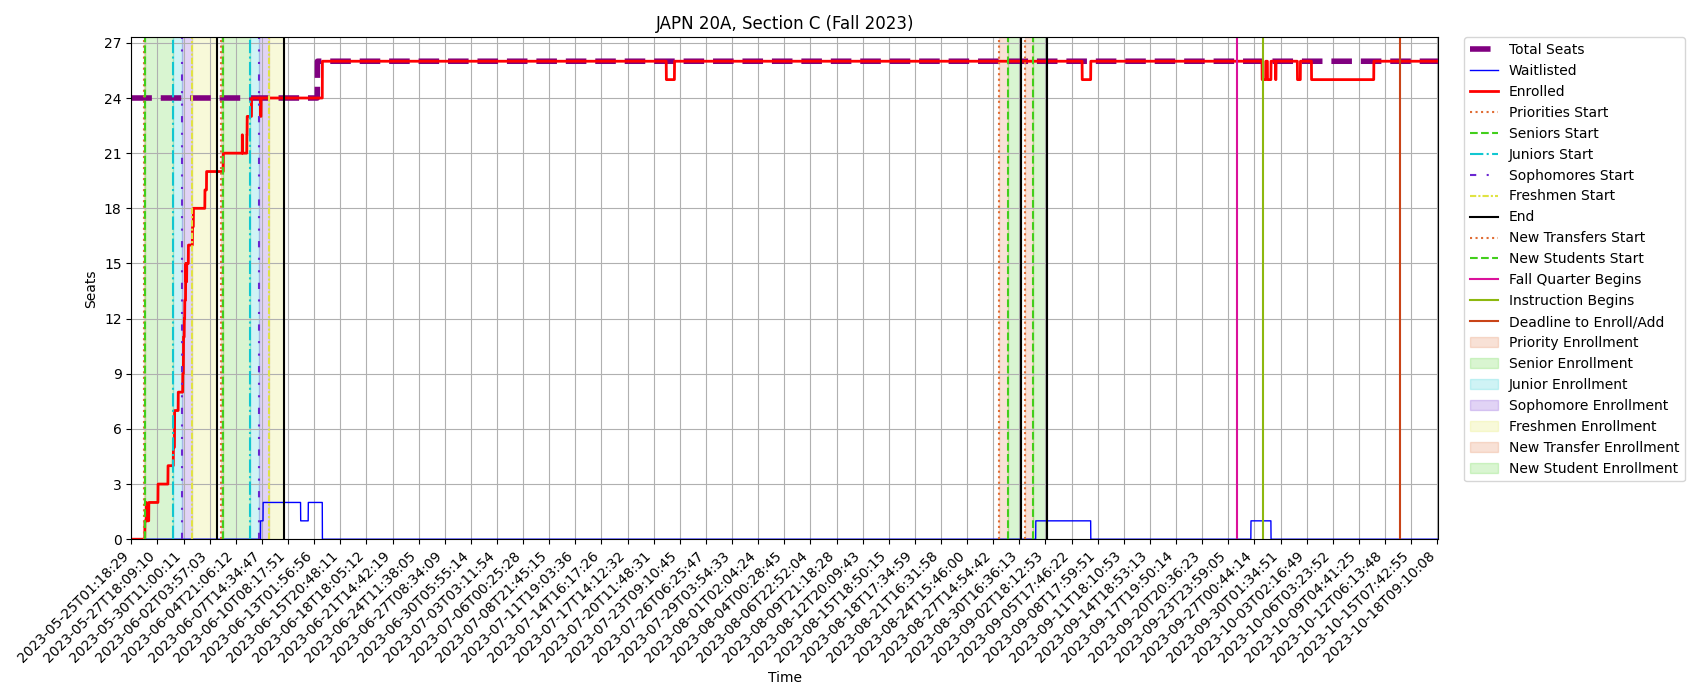 JAPN 20A, Section C (Fall 2023)
Seats
27
24
21
18
15
12
9
6
3
0
2023-05-25T01:18:29
2023-05-27T18:09:10
2023-05-30T11:00:11
2023-06-02T03:57:03
2023-06-04T21:06:12
2023-06-07T14:34:47
2023-06-10T08:17:51
2023-06-13T01:56:56
2023-06-15T20:48:11
2023-06-18T18:05:12
2023-06-21T14:42:19
2023-06-24T11:38:05
2023-06-27T08:34:09
2023-06-30T05:55:14
2023-07-03T03:11:54
2023-07-06T00:25:28
2023-07-08T21:45:15
2023-07-11T19:03:36
2023-07-14T16:17:26
2023-07-17T14:12:32
2023-07-20T11:48:31
2023-07-23T09:10:45
2023-07-26T06:25:47
2023-07-29T03:54:33
2023-08-01T02:04:24
2023-08-04T00:28:45
2023-08-06T22:52:04
2023-08-09T21:18:28
2023-08-12T20:09:43
2023-08-15T18:50:15
2023-08-18T17:34:59
2023-08-21T16:31:58
2023-08-24T15:46:00
2023-08-27T14:54:42
2023-08-30T16:36:13
2023-09-02T18:12:53
2023-09-05T17:46:22
2023-09-08T17:59:51
2023-09-11T18:10:53
2023-09-14T18:53:13
2023-09-17T19:50:14
2023-09-20T20:36:23
2023-09-23T23:59:05
2023-09-27T00:44:14
2023-09-30T01:34:51
2023-10-03T02:16:49
2023-10-06T03:23:52
2023-10-09T04:41:25
2023-10-12T06:13:48
2023-10-15T07:42:55
2023-10-18T09:10:08
Time
Total Seats
Waitlisted
Enrolled
Priorities Start
Seniors Start
Juniors Start
Sophomores Start
Freshmen Start
End
New Transfers Start
New Students Start
Fall Quarter Begins
Instruction Begins
Deadline to Enroll/Add
Priority Enrollment
Senior Enrollment
Junior Enrollment
Sophomore Enrollment
Freshmen Enrollment
New Transfer Enrollment
New Student Enrollment